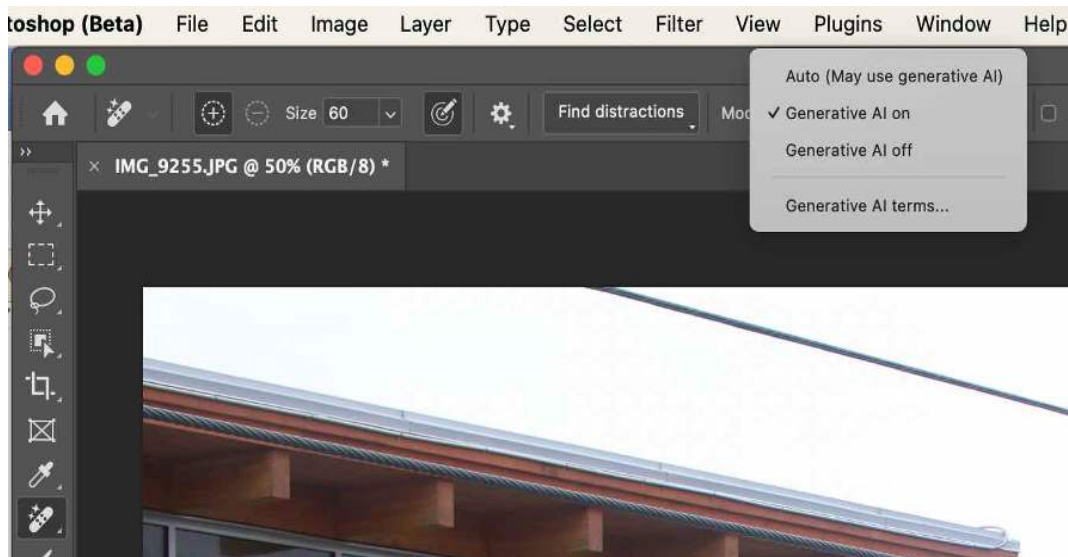 toshop (Beta) File Edit Image Layer Type Select Filter View Plugins Window Help
Auto (May use generative AI)
Size 60 Find distractions Mod ✓ Generative AI on
Generative AI off
× IMG_9255.JPG @ 50% (RGB/8) *
Generative AI terms...